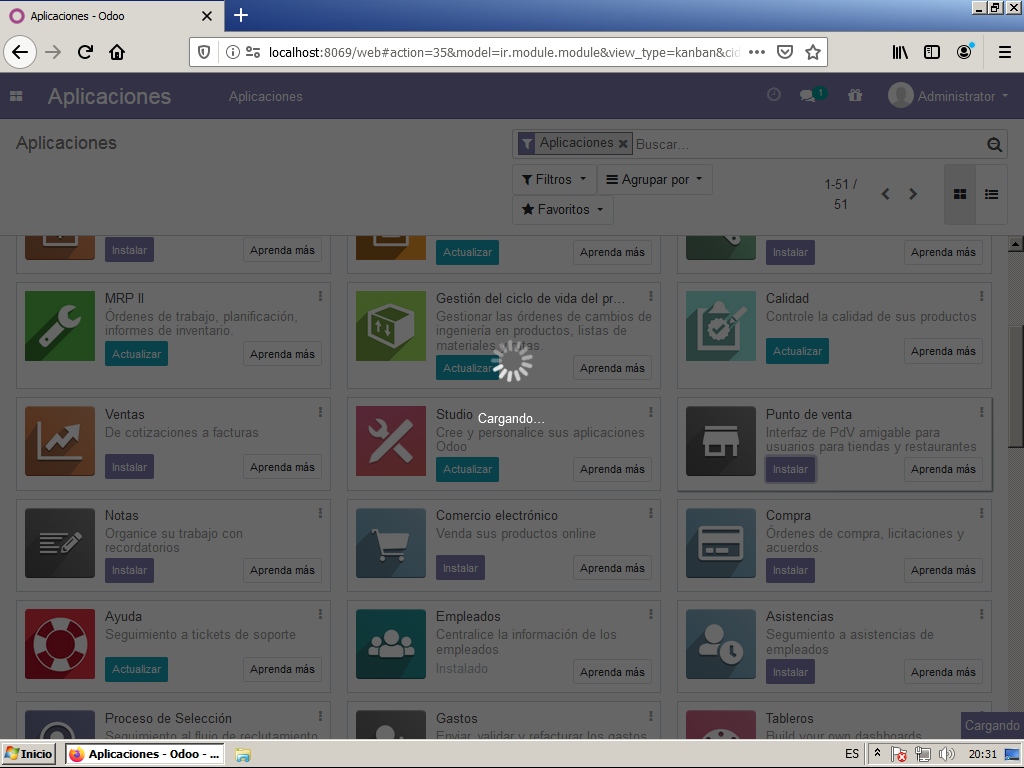 Aplicaciones - Odoo
localhost:8069/web#action=35&model=ir.module.module&view_type=kanban&cid
Aplicaciones
Aplicaciones
1
Administrator
Aplicaciones
Aplicaciones
Buscar...
Filtros
Agrupar por
Favoritos
1-51 /
51
Instalar
Aprenda más
Actualizar
Aprenda más
Instalar
Aprenda más
MRP II
Órdenes de trabajo, planificación,
informes de inventario.
Actualizar
Aprenda más
Gestión del ciclo de vida del pr...
Gestionar las órdenes de cambios de
ingeniería en productos, listas de
Actualizar
Aprenda más
Calidad
Controle la calidad de sus productos
Actualizar
Aprenda más
Cargando...
Ventas
De cotizaciones a facturas
Instalar
Aprenda más
Studio
Cree y personalice sus aplicaciones
Odoo
Actualizar
Aprenda más
Punto de venta
Interfaz de PdV amigable para
usuarios para tiendas y restaurantes
Instalar
Aprenda más
Notas
Organice su trabajo con
recordatorios
Instalar
Aprenda más
Comercio electrónico
Venda sus productos online
Instalar
Aprenda más
Compra
Órdenes de compra, licitaciones y
acuerdos.
Instalar
Aprenda más
Ayuda
Seguimiento a tickets de soporte
Actualizar
Aprenda más
Empleados
Centralice la información de los
empleados
Instalado
Aprenda más
Asistencias
Segumiento a asistencias de
empleados
Instalar
Aprenda más
Proceso de Selección
Seguimiento al flujo de reclutamiento
Gastos
Enviar, validar y refacturar los gastos
Tableros
Build your own dashboards
Cargando
Inicio
Aplicaciones - Odoo - ...
ES
20:31